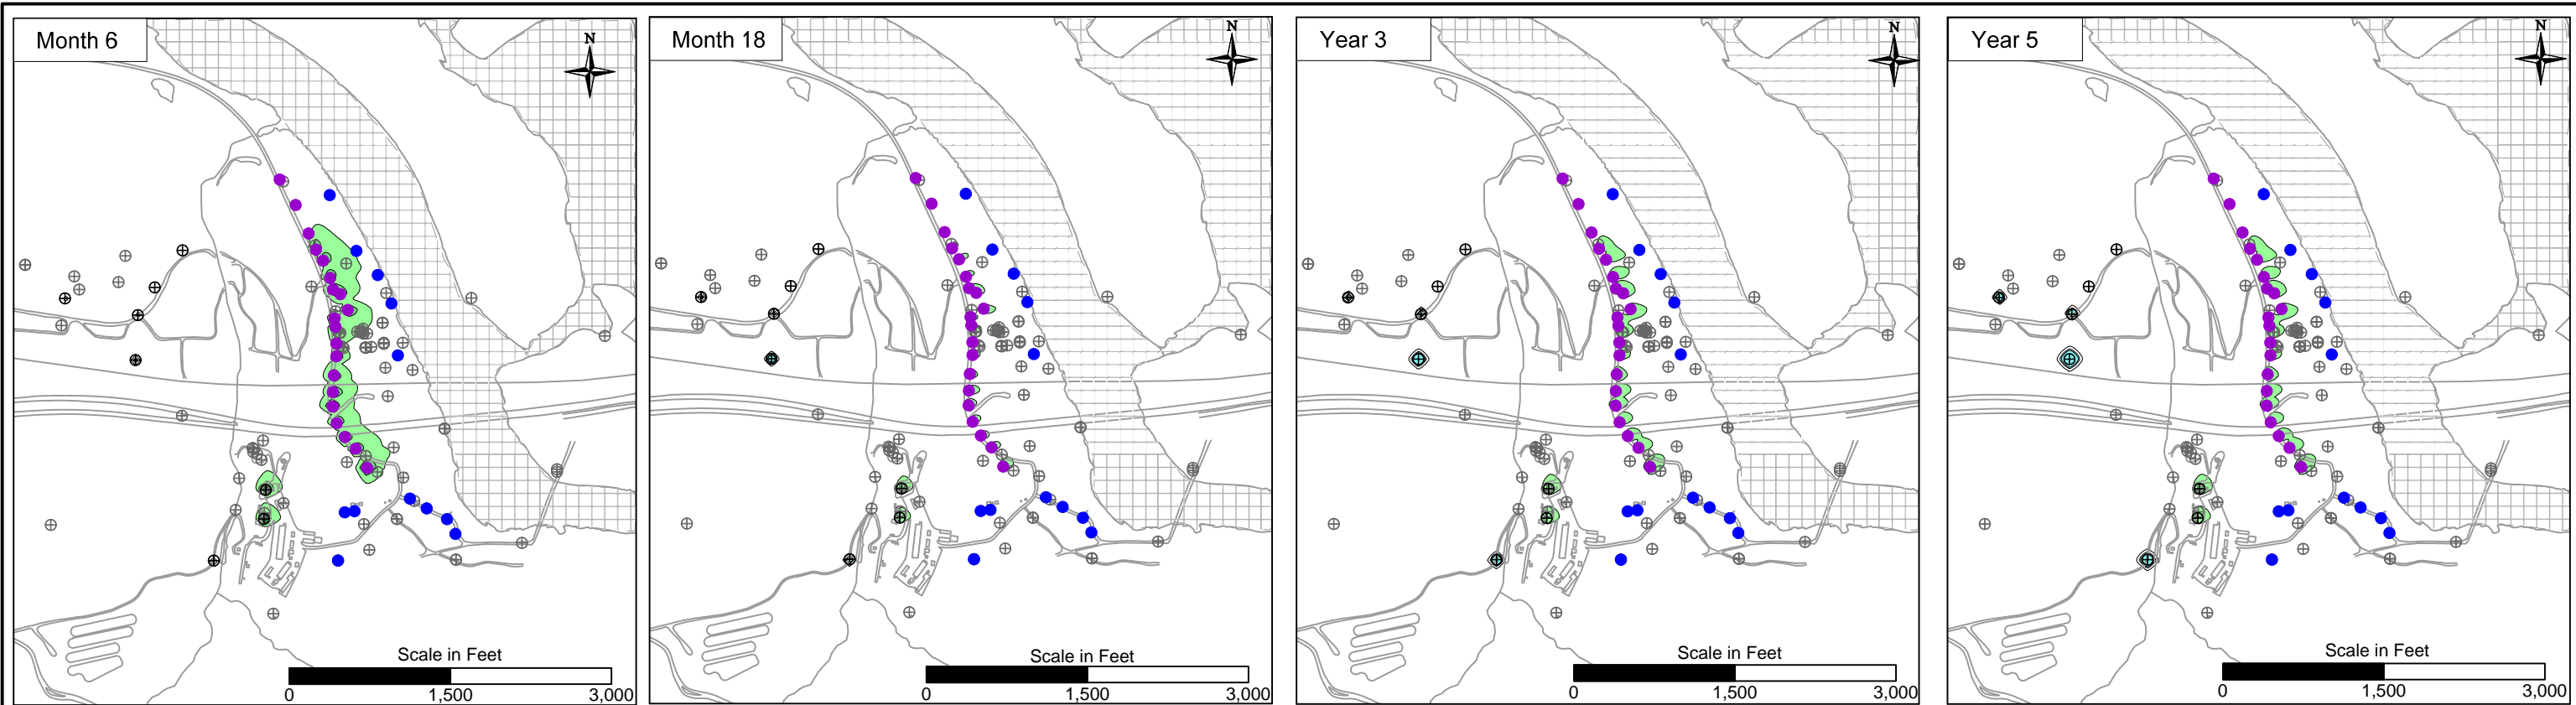 Month 6
N
Scale in Feet
0 1,500 3,000
Month 18
N
Scale in Feet
0 1,500 3,000
Year 3
N
Scale in Feet
0 1,500 3,000
Year 5
N
Scale in Feet
0 1,500 3,000